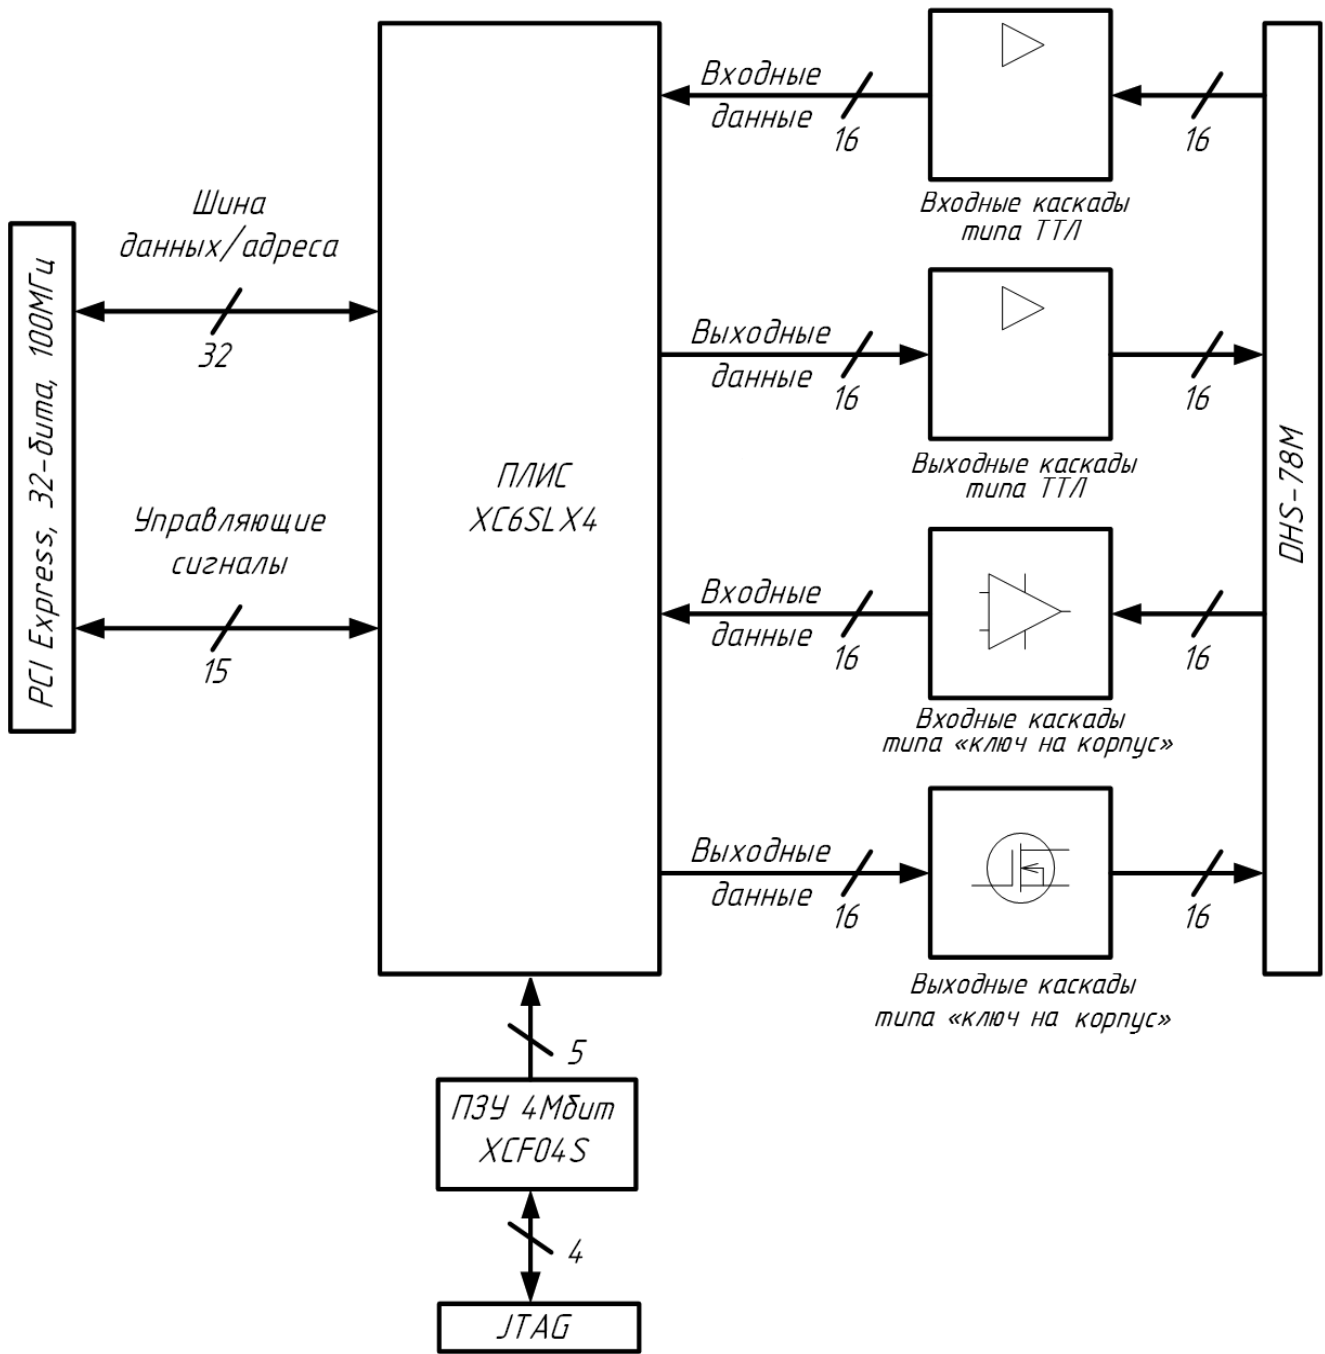 Шина
данных/адреса
32
Управляющие
сигналы
15
PCI Express, 32-бита, 100МГц
ПЛИС
XC6SLX4
Входные
данные
16
16
Входные каскады
типа ТТЛ
Выходные
данные
16
16
Выходные каскады
типа ТТЛ
Входные
данные
16
16
Входные каскады
типа «ключ на корпус»
Выходные
данные
16
16
Выходные каскады
типа «ключ на корпус»
DHS-78M
5
ПЗУ 4Мбит
XCF04S
4
JTAG